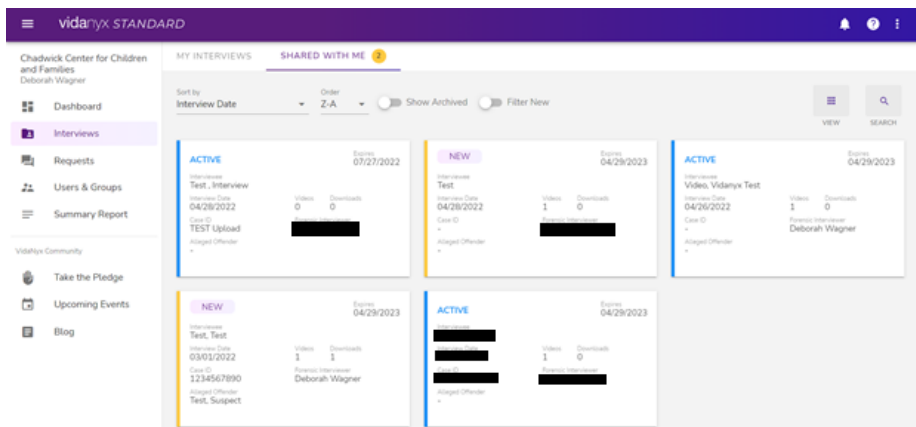 vidanyx STANDARD
Chadwick Center for Children
and Families
Deborah Wagner
Dashboard
Interviews
Requests
Users & Groups
Summary Report
VidaNyx Community
Take the Pledge
Upcoming Events
Blog
MY INTERVIEWS SHARED WITH ME 2
Sort by Order
Interview Date Z-A Show Archived Filter New
VIEW SEARCH
ACTIVE Expires
07/27/2022
Interviewee
Test , Interview
Interview Date Videos Downloads
04/28/2022 0 0
Case ID Forensic Interviewer
TEST Upload
Alleged Offender
-
NEW Expires
04/29/2023
Interviewee
Test
Interview Date Videos Downloads
04/28/2022 1 0
Case ID Forensic Interviewer
-
Alleged Offender
-
ACTIVE Expires
04/29/2023
Interviewee
Video, Vidanyx Test
Interview Date Videos Downloads
04/26/2022 1 0
Case ID Forensic Interviewer
- Deborah Wagner
Alleged Offender
-
NEW Expires
04/29/2023
Interviewee
Test, Test
Interview Date Videos Downloads
03/01/2022 1 1
Case ID Forensic Interviewer
1234567890 Deborah Wagner
Alleged Offender
Test, Suspect
ACTIVE Expires
04/29/2023
Interviewee
Interview Date Videos Downloads
1 0
Case ID Forensic Interviewer
Alleged Offender
-